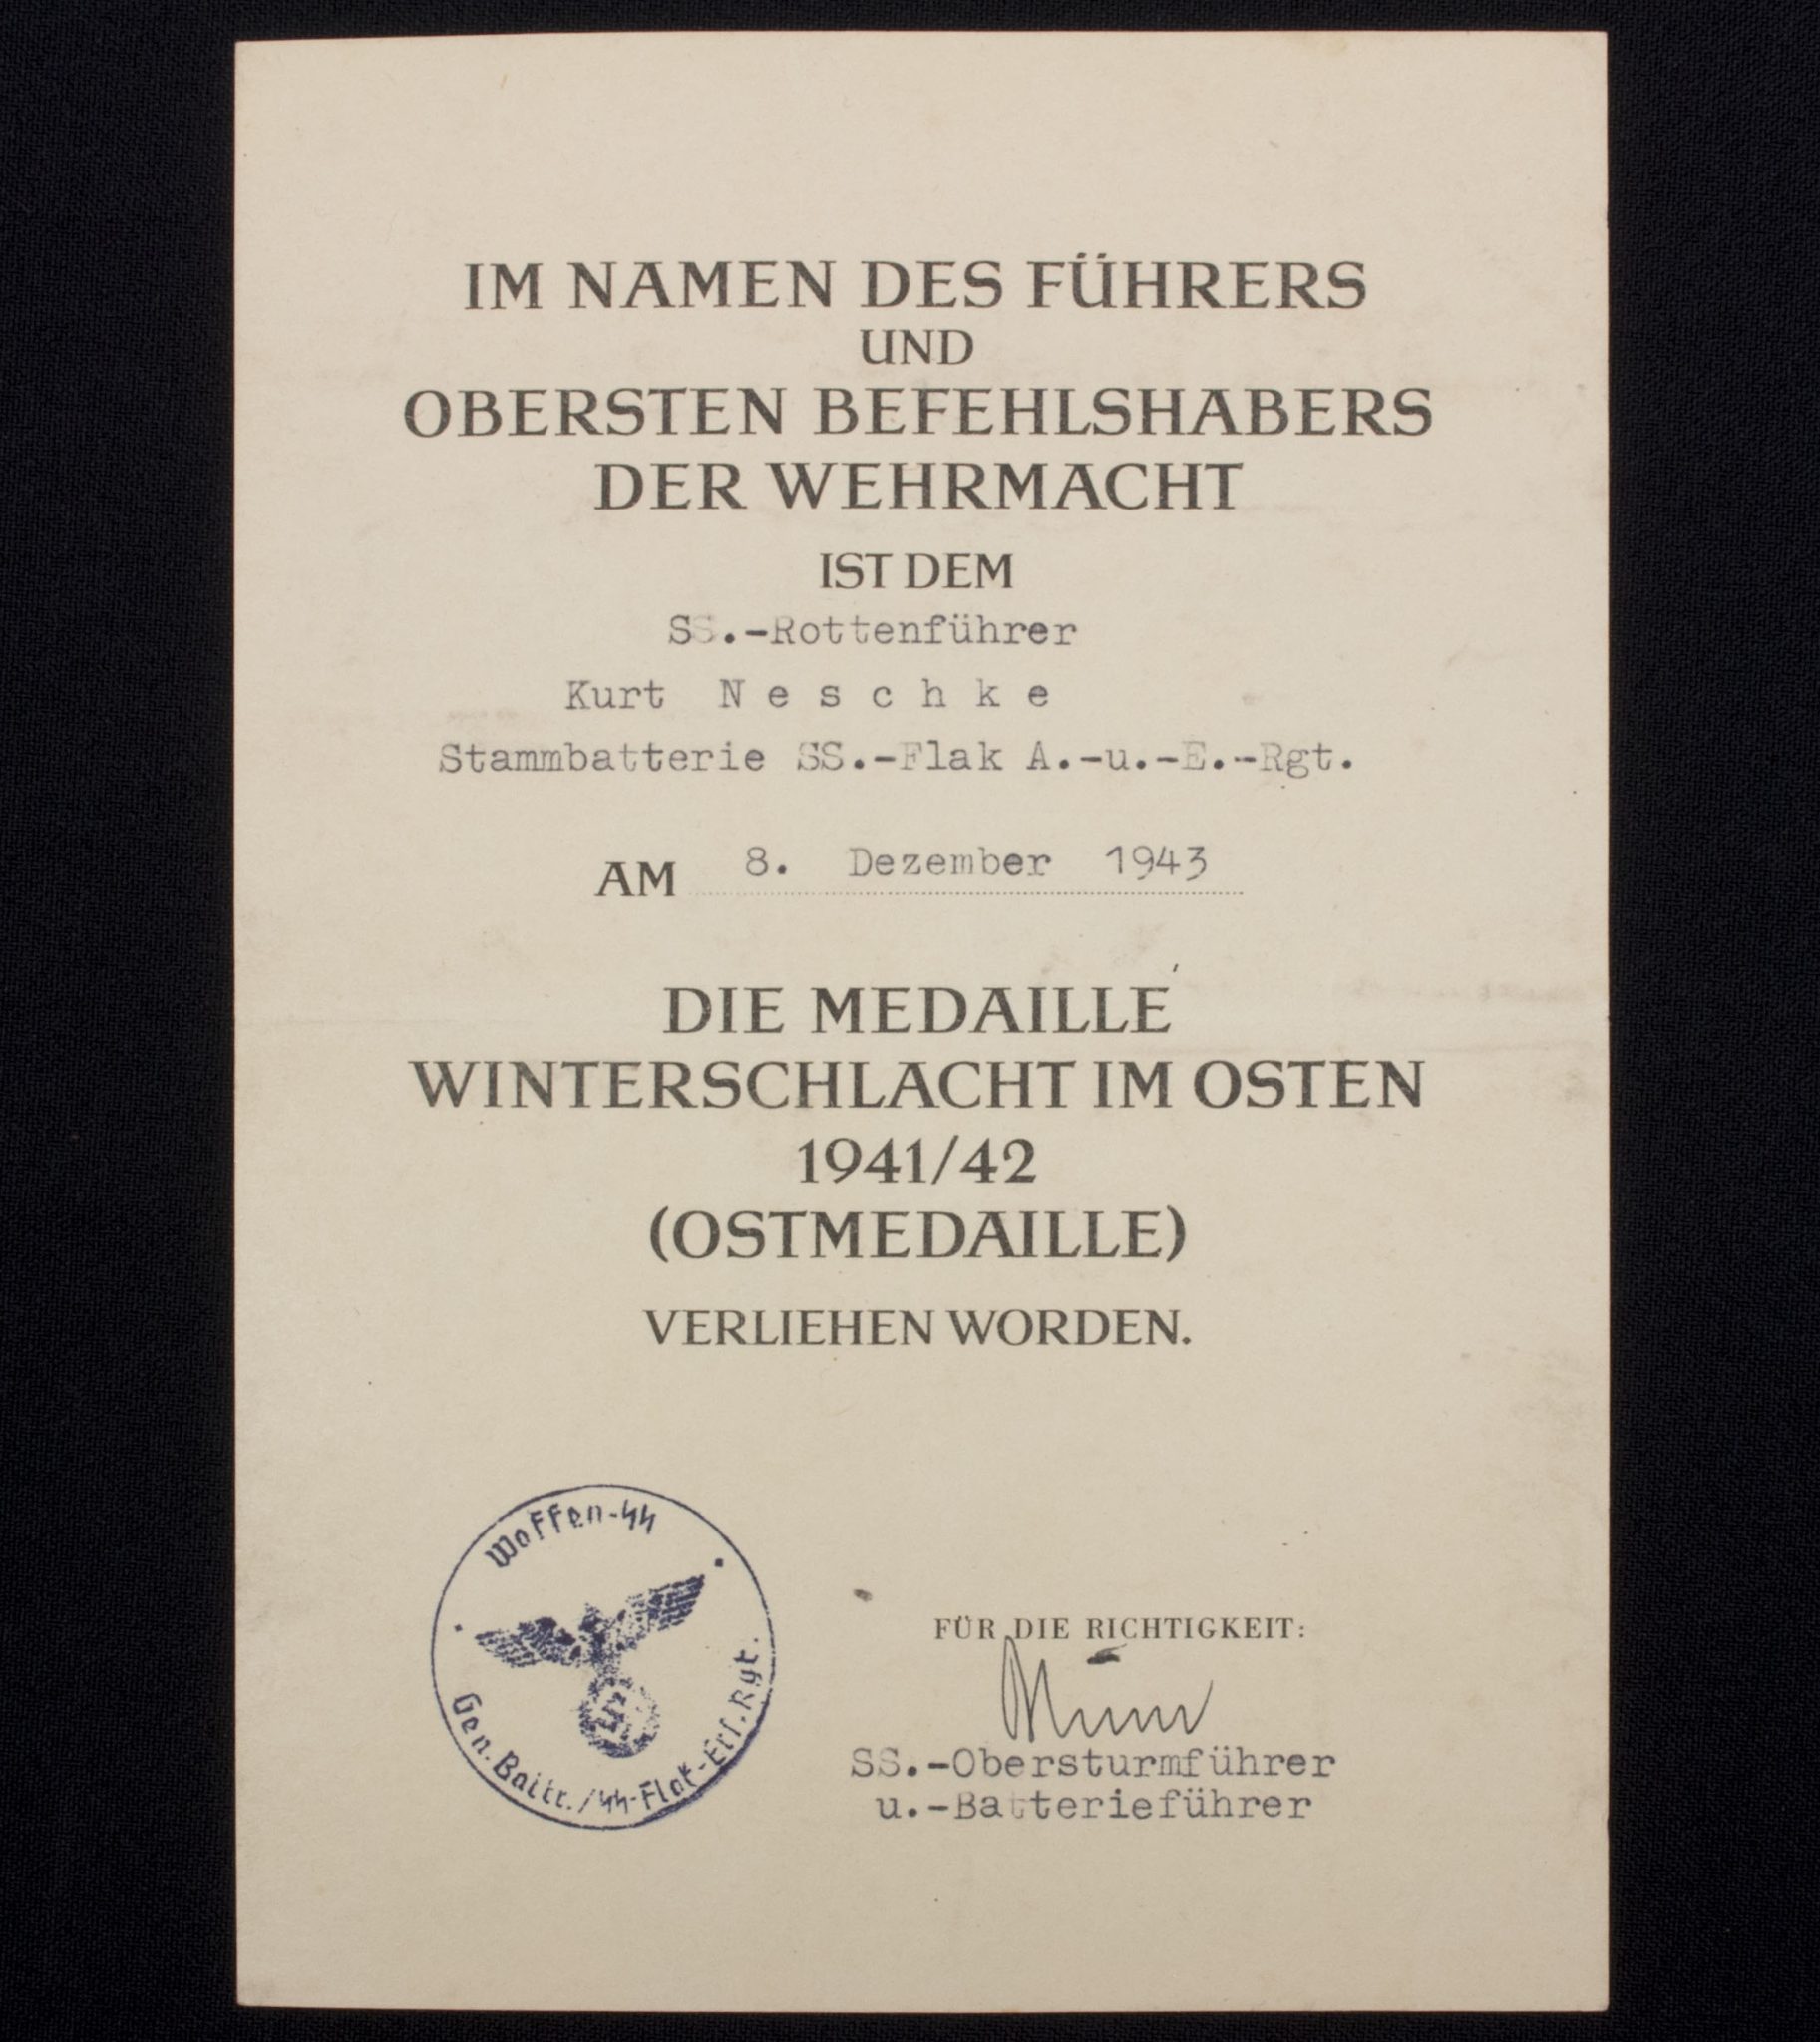 IM NAMEN DES FÜHRERS
UND
OBERSTEN BEFEHLSHABERS
DER WEHRMACHT
IST DEM
SS.-Rottenführer
Kurt N e s c h k e
Stammbatterie SS.-Flak A.-u.-E.-Rgt.
AM 8. Dezember 1943
DIE MEDAILLE
WINTERSCHLACHT IM OSTEN
1941/42
(OSTMEDAILLE)
VERLIEHEN WORDEN.
Waffen-SS
Gen.Battr./SS-Flak-Ers.Rgt.
FÜR DIE RICHTIGKEIT:
SS.-Obersturmführer
u.-Batterieführer